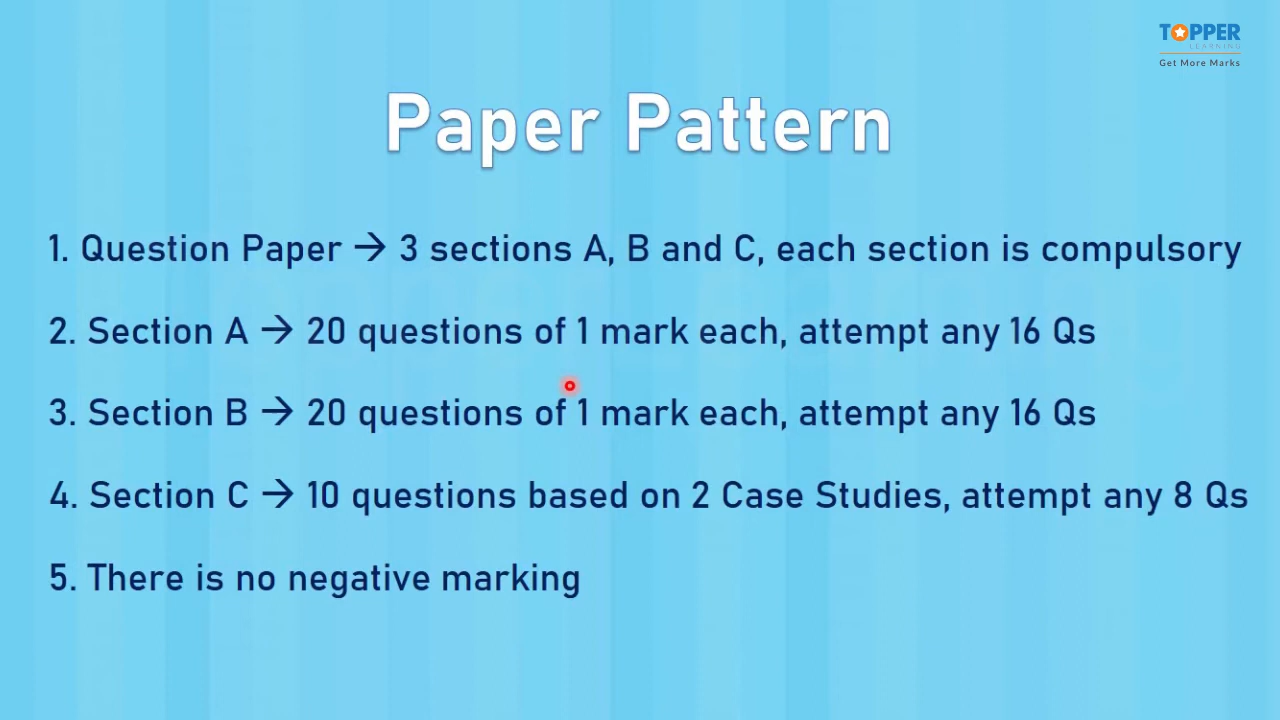 TOPPER
LEARNING
Get More Marks
Paper Pattern
1. Question Paper → 3 sections A, B and C, each section is compulsory
2. Section A → 20 questions of 1 mark each, attempt any 16 Qs
3. Section B → 20 questions of 1 mark each, attempt any 16 Qs
4. Section C → 10 questions based on 2 Case Studies, attempt any 8 Qs
5. There is no negative marking